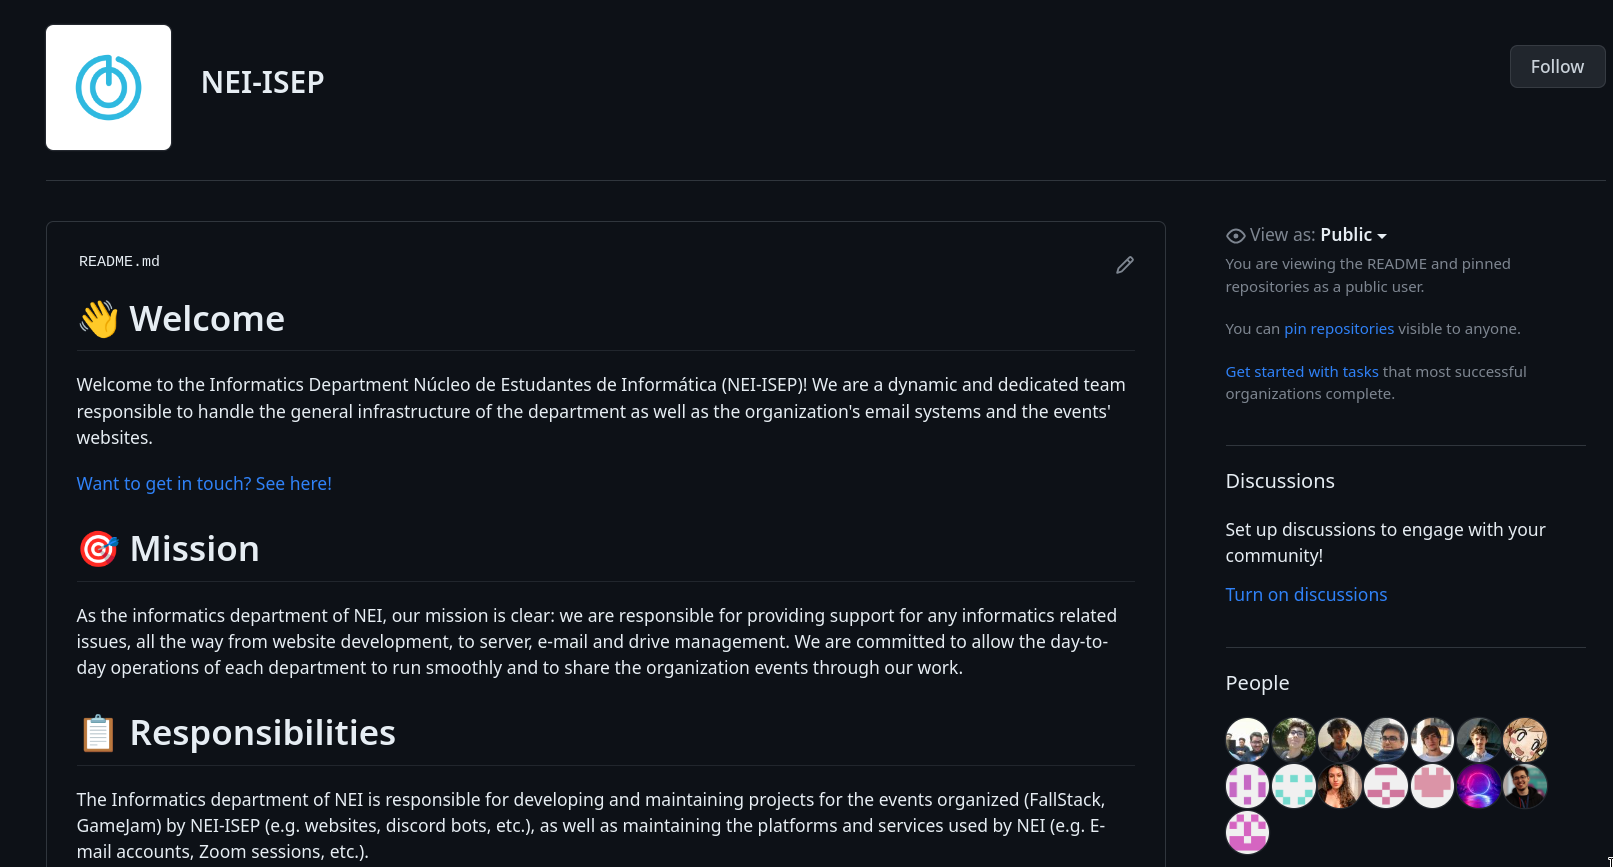 NEI-ISEP
Follow
README.md
👋 Welcome
Welcome to the Informatics Department Núcleo de Estudantes de Informática (NEI-ISEP)! We are a dynamic and dedicated team
responsible to handle the general infrastructure of the department as well as the organization's email systems and the events'
websites.
Want to get in touch? See here!
🎯 Mission
As the informatics department of NEI, our mission is clear: we are responsible for providing support for any informatics related
issues, all the way from website development, to server, e-mail and drive management. We are committed to allow the day-to-
day operations of each department to run smoothly and to share the organization events through our work.
📋 Responsibilities
The Informatics department of NEI is responsible for developing and maintaining projects for the events organized (FallStack,
GameJam) by NEI-ISEP (e.g. websites, discord bots, etc.), as well as maintaining the platforms and services used by NEI (e.g. E-
mail accounts, Zoom sessions, etc.).
View as: Public
You are viewing the README and pinned
repositories as a public user.
You can pin repositories visible to anyone.
Get started with tasks that most successful
organizations complete.
Discussions
Set up discussions to engage with your
community!
Turn on discussions
People